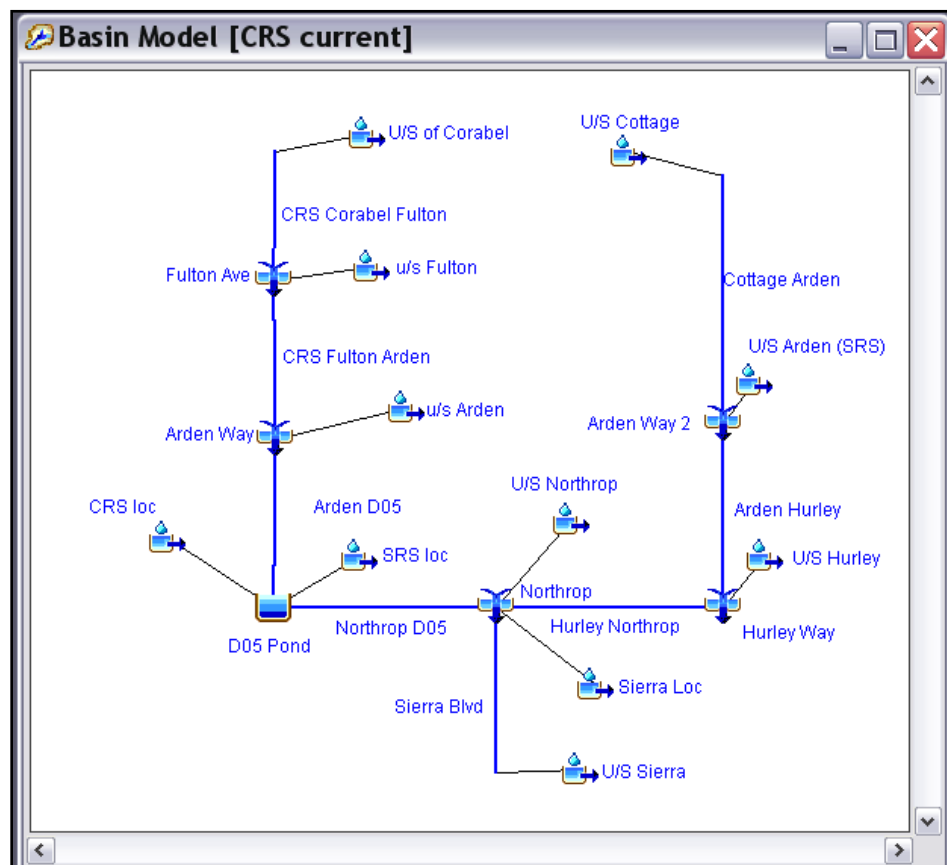 Basin Model [CRS current]
U/S of Corabel
U/S Cottage
CRS Corabel Fulton
Fulton Ave
u/s Fulton
Cottage Arden
CRS Fulton Arden
U/S Arden (SRS)
Arden Way
u/s Arden
Arden Way 2
U/S Northrop
CRS loc
Arden D05
Arden Hurley
SRS loc
U/S Hurley
Northrop
D05 Pond
Northrop D05
Hurley Northrop
Hurley Way
Sierra Loc
Sierra Blvd
U/S Sierra